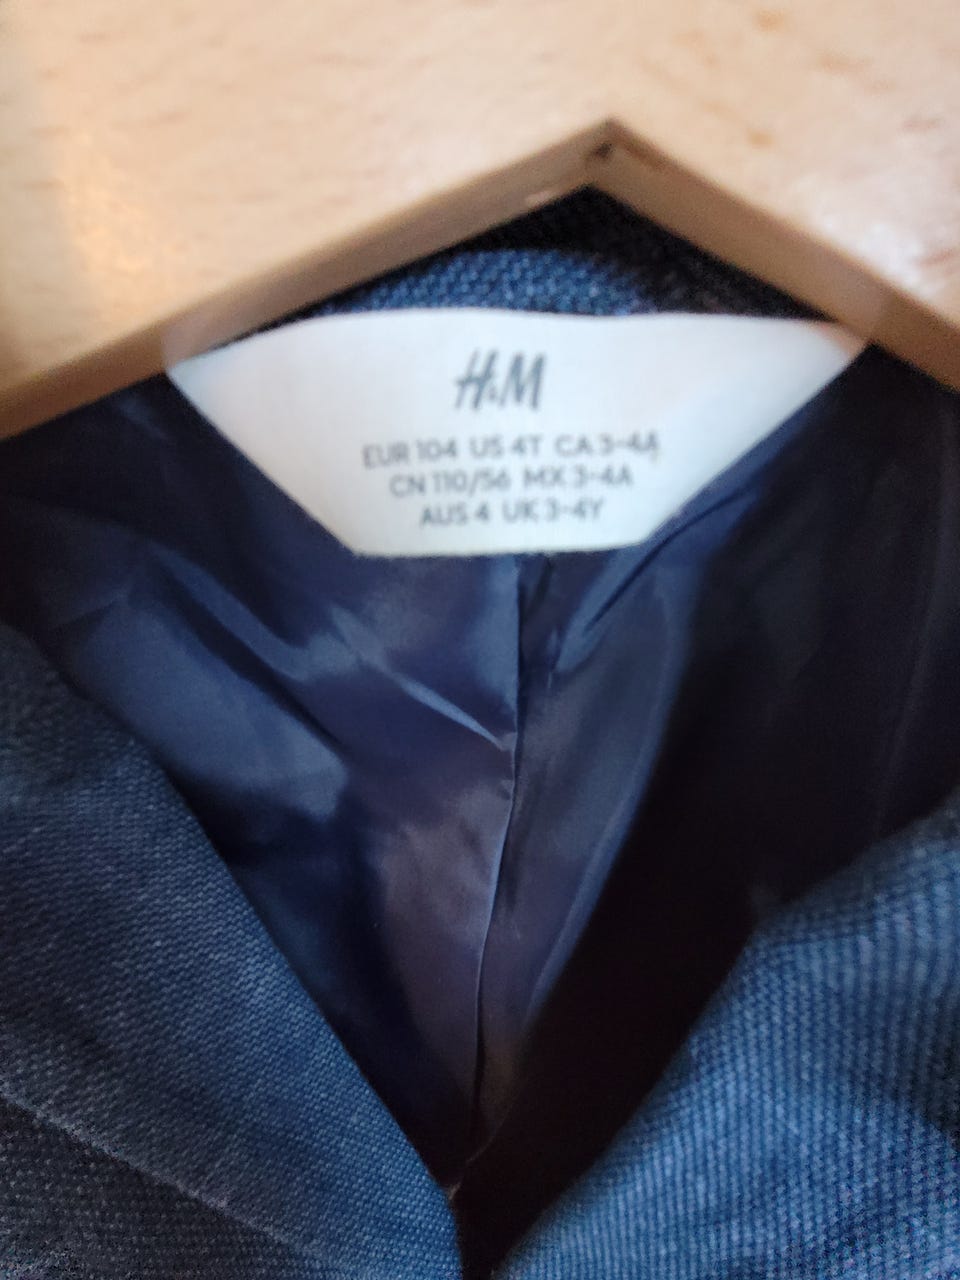 H&M
EUR 104 US 4T CA 3-4A
CN 110/56 MX 3-4A
AUS 4 UK 3-4Y